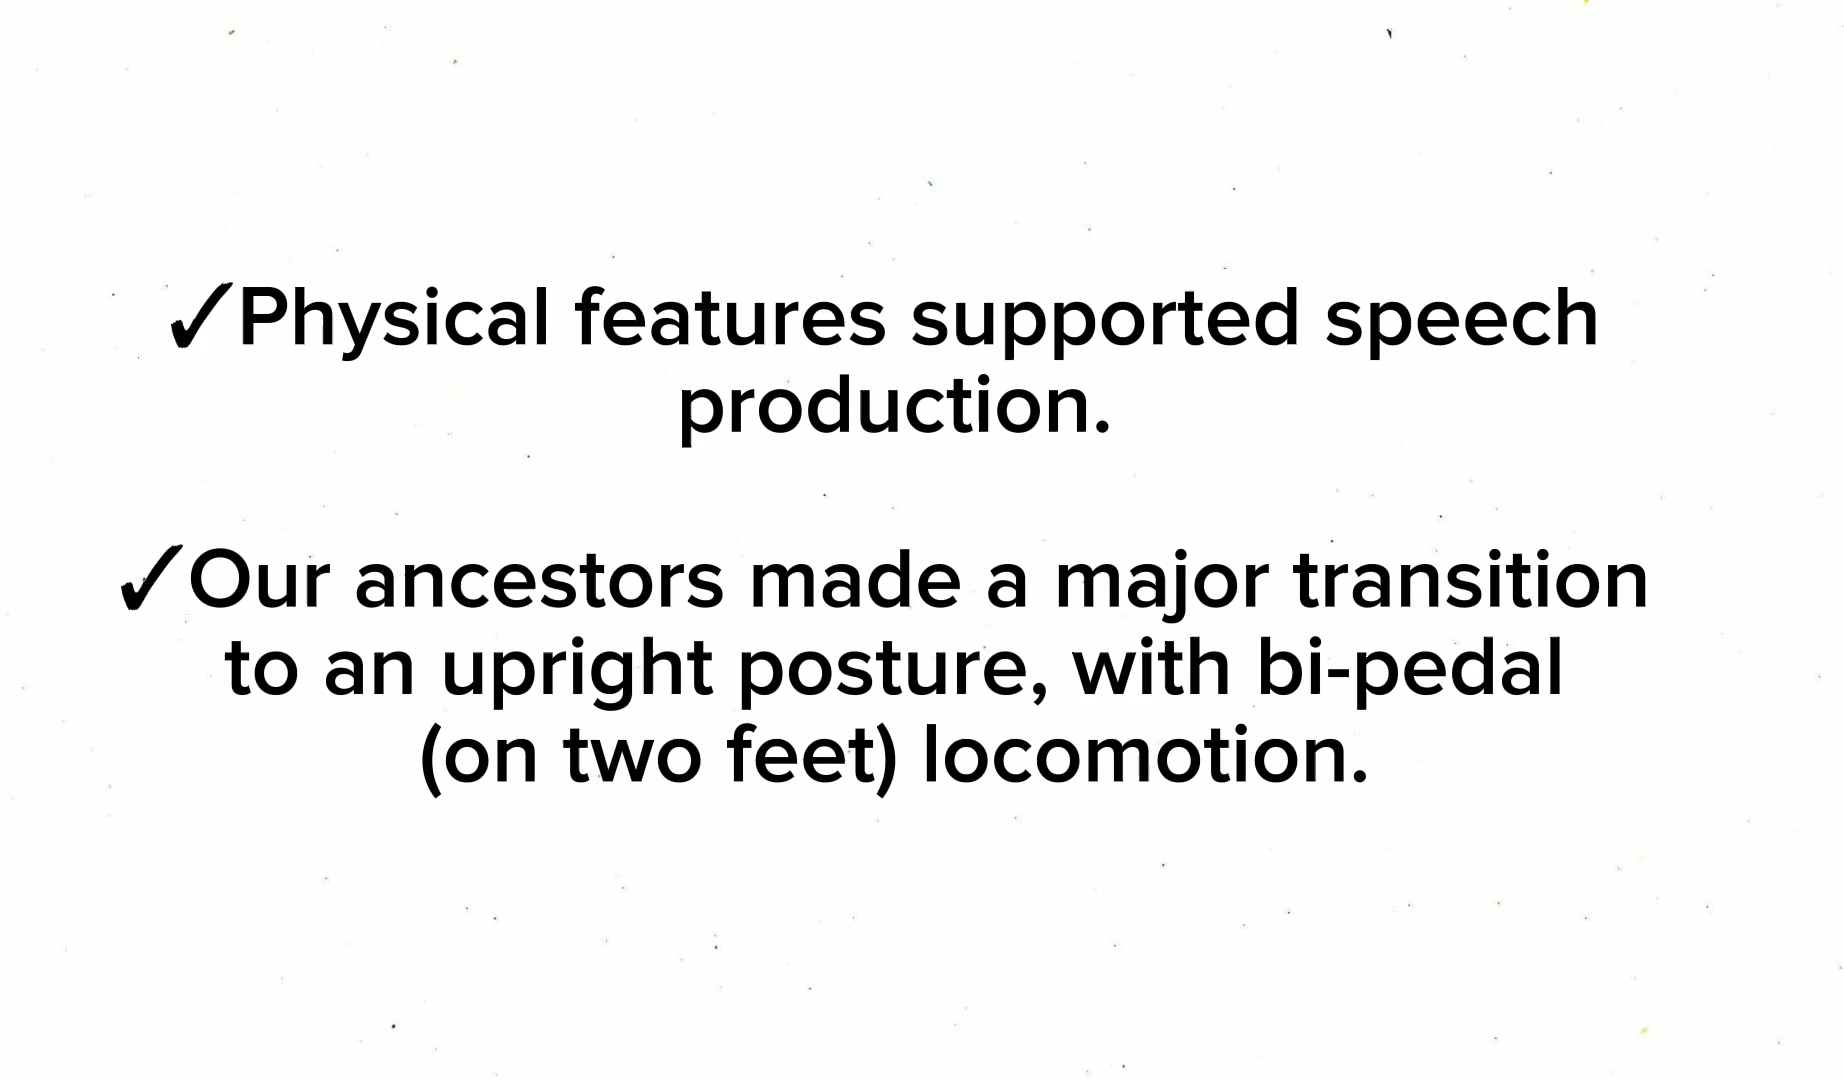 ✓Physical features supported speech
production.
✓Our ancestors made a major transition
to an upright posture, with bi-pedal
(on two feet) locomotion.